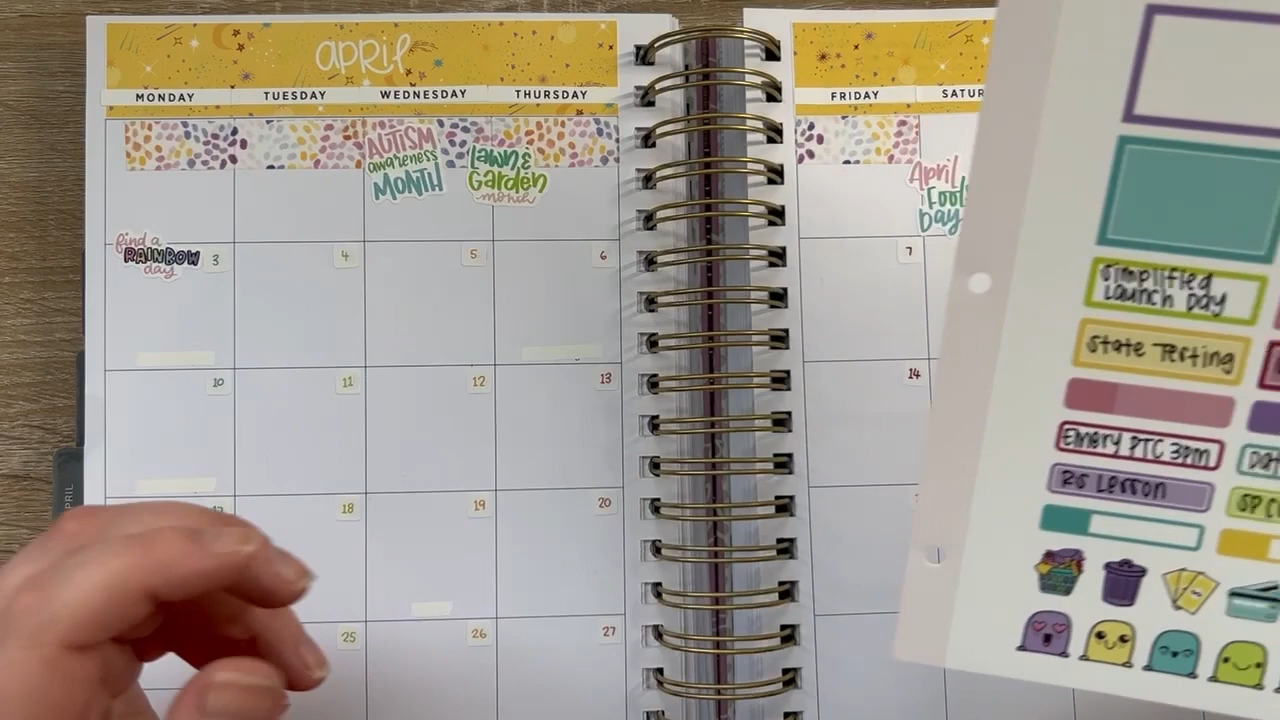 April
MONDAY TUESDAY WEDNESDAY THURSDAY FRIDAY SATUR
AUTISM
awareness
MONTH
Lawn &
Garden
month
April
Fool
Day
find a
RAINBOW
day
3 4 5 6 7
10 11 12 13 14
18 19 20
25 26 27
APRIL
Simplified
Launch Day
State Testing
Emery PTC 3pm
RS Lesson